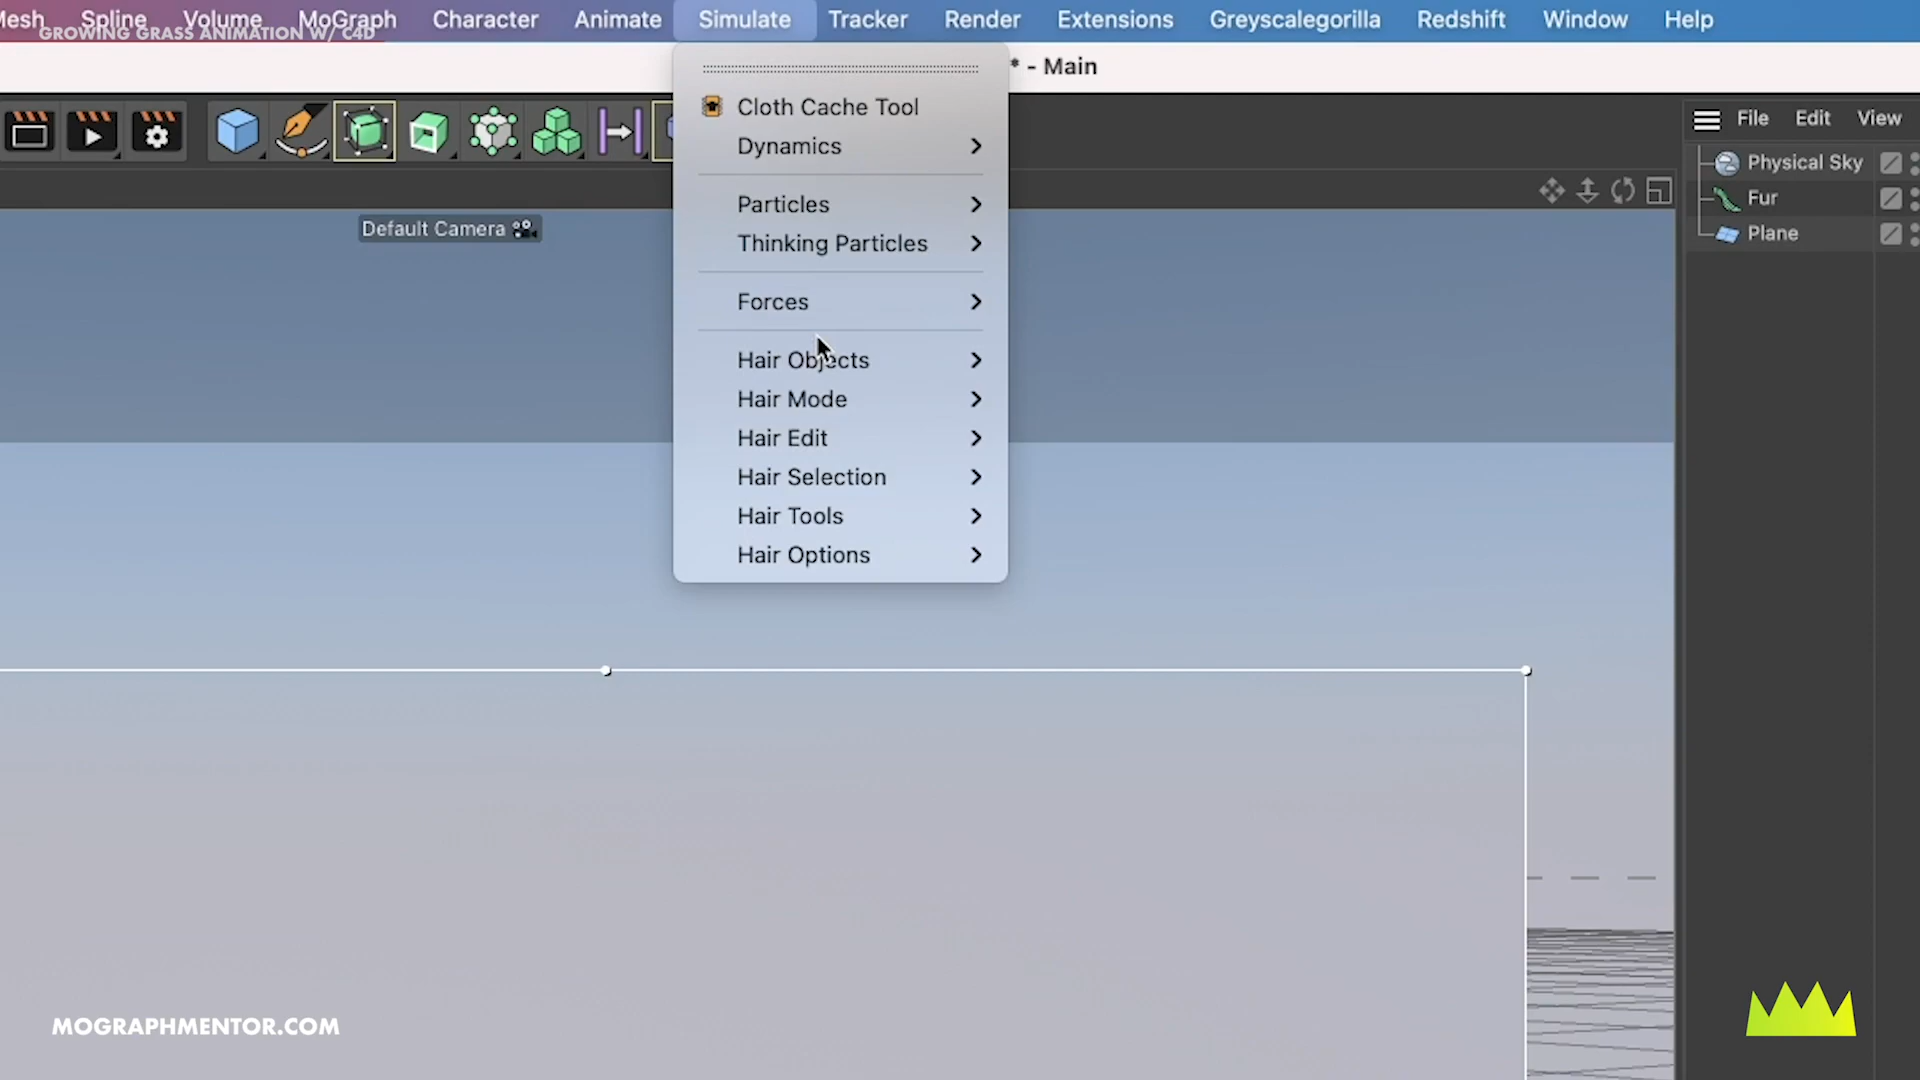 Mesh Spline Volume MoGraph Character Animate Simulate Tracker Render Extensions Greyscalegorilla Redshift Window Help
GROWING GRASS ANIMATION W/ C4D
* - Main
Cloth Cache Tool
Dynamics
Particles
Thinking Particles
Forces
Hair Objects
Hair Mode
Hair Edit
Hair Selection
Hair Tools
Hair Options
Default Camera
File Edit View
Physical Sky
Fur
Plane
MOGRAPHMENTOR.COM